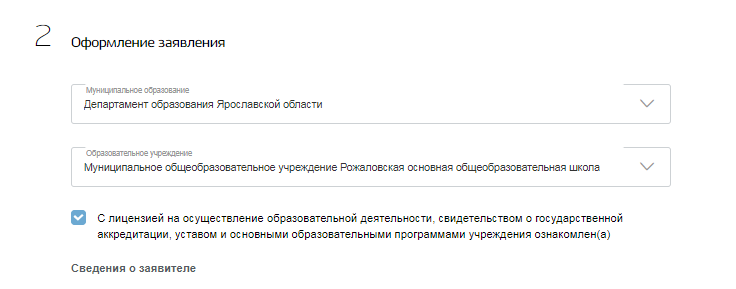 2 Оформление заявления
Муниципальное образование
Департамент образования Ярославской области
Образовательное учреждение
Муниципальное общеобразовательное учреждение Рожаловская основная общеобразовательная школа
С лицензией на осуществление образовательной деятельности, свидетельством о государственной
аккредитации, уставом и основными образовательными программами учреждения ознакомлен(а)
Сведения о заявителе